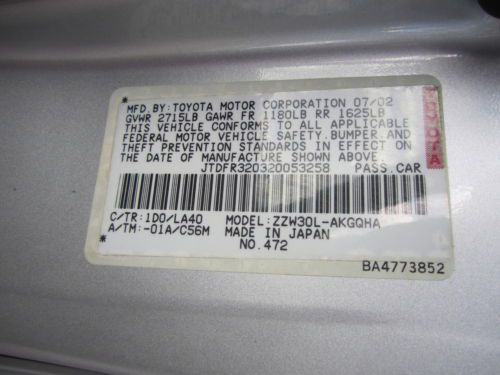 MFD.BY:TOYOTA MOTOR CORPORATION 07/02
GVWR 2715LB GAWR FR 1180LB RR 1625LB
THIS VEHICLE CONFORMS TO ALL APPLICABLE
FEDERAL MOTOR VEHICLE SAFETY.BUMPER.AND
THEFT PREVENTION STANDARDS IN EFFECT ON
THE DATE OF MANUFACTURE SHOWN ABOVE.
JTDFR320320053258 PASS.CAR
TOYOTA
C/TR:1D0/LA40 MODEL:ZZW30L-AKGQHA
A/TM:-01A/C56M MADE IN JAPAN
NO.472
BA4773852